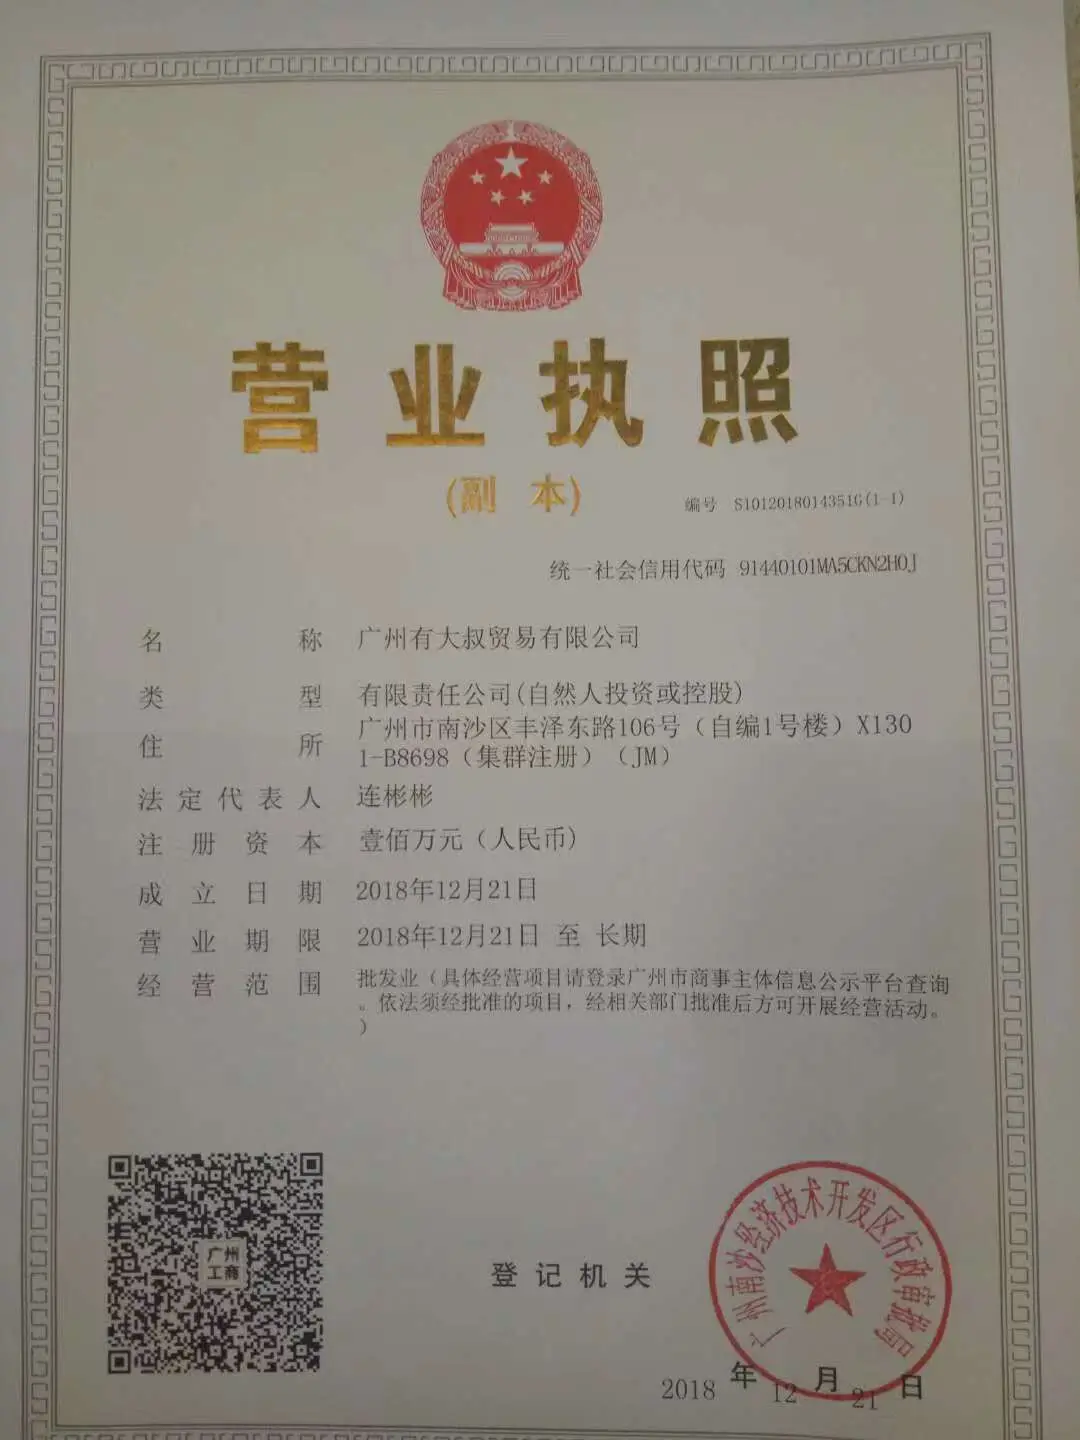 营业执照
(副 本)
编号 S1012018014351G(1-1)
统一社会信用代码 91440101MA5CKN2H0J
名 称 广州有大叔贸易有限公司
类 型 有限责任公司(自然人投资或控股)
住 所 广州市南沙区丰泽东路106号（自编1号楼）X130
1-B8698（集群注册）（JM）
法定代表人 连彬彬
注册资本 壹佰万元（人民币）
成立日期 2018年12月21日
营业期限 2018年12月21日 至 长期
经营范围 批发业（具体经营项目请登录广州市商事主体信息公示平台查询
。依法须经批准的项目，经相关部门批准后方可开展经营活动。
）
广州
工商
登记机关
广州南沙经济技术开发区行政审批局
2018 年 12 月 21 日